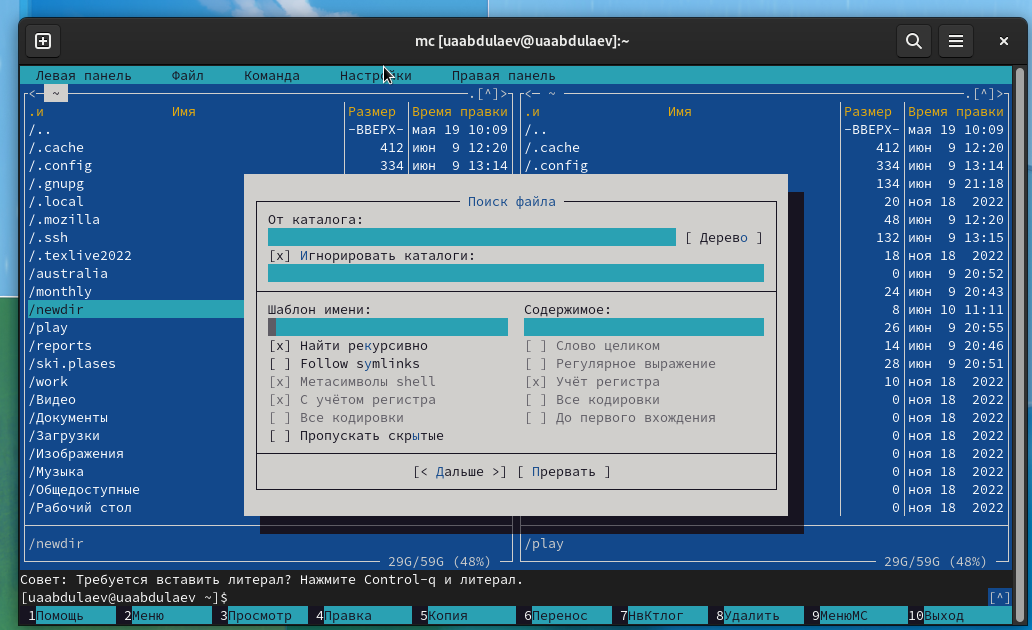 mc [uaabdulaev@uaabdulaev]:~
Левая панель Файл Команда Настройки Правая панель
<- ~ .[^]> <- ~ .[^]>
.и Имя Размер Время правки .и Имя Размер Время правки
/.. -ВВЕРХ- мая 19 10:09 /.. -ВВЕРХ- мая 19 10:09
/.cache 412 июн 9 12:20 /.cache 412 июн 9 12:20
/.config 334 июн 9 13:14 /.config 334 июн 9 13:14
/.gnupg 134 июн 9 21:18
/.local 20 ноя 18 2022
/.mozilla 48 июн 9 12:20
/.ssh 132 июн 9 13:15
/.texlive2022 18 ноя 18 2022
/australia 0 июн 9 20:52
/monthly 24 июн 9 20:43
/newdir 8 июн 10 11:11
/play 26 июн 9 20:55
/reports 14 июн 9 20:46
/ski.plases 28 июн 9 20:51
/work 10 ноя 18 2022
/Видео 0 ноя 18 2022
/Документы 0 ноя 18 2022
/Загрузки 0 ноя 18 2022
/Изображения 0 ноя 18 2022
/Музыка 0 ноя 18 2022
/Общедоступные 0 ноя 18 2022
/Рабочий стол 0 ноя 18 2022
Поиск файла
От каталога:
[ Дерево ]
[x] Игнорировать каталоги:
Шаблон имени: Содержимое:
[x] Найти рекурсивно [ ] Слово целиком
[ ] Follow symlinks [ ] Регулярное выражение
[x] Метасимволы shell [x] Учёт регистра
[x] С учётом регистра [ ] Все кодировки
[ ] Все кодировки [ ] До первого вхождения
[ ] Пропускать скрытые
[< Дальше >] [ Прервать ]
/newdir /play
29G/59G (48%) 29G/59G (48%)
Совет: Требуется вставить литерал? Нажмите Control-q и литерал.
[uaabdulaev@uaabdulaev ~]$ [^]
1Помощь 2Меню 3Просмотр 4Правка 5Копия 6Перенос 7НвКтлог 8Удалить 9МенюМС 10Выход